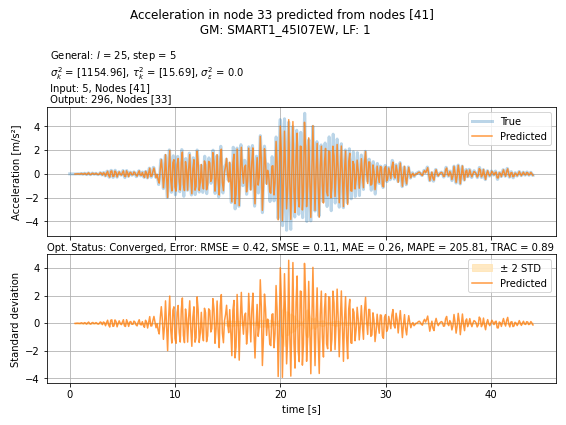 Acceleration in node 33 predicted from nodes [41]
GM: SMART1_45I07EW, LF: 1
General: l = 25, step = 5
σ²ₖ = [1154.96], τ²ₖ = [15.69], σ²_ε = 0.0
Input: 5, Nodes [41]
Output: 296, Nodes [33]
Acceleration [m/s²]
4
2
0
−2
−4
True
Predicted
Opt. Status: Converged, Error: RMSE = 0.42, SMSE = 0.11, MAE = 0.26, MAPE = 205.81, TRAC = 0.89
Standard deviation
4
2
0
−2
−4
± 2 STD
Predicted
0
10
20
30
40
time [s]